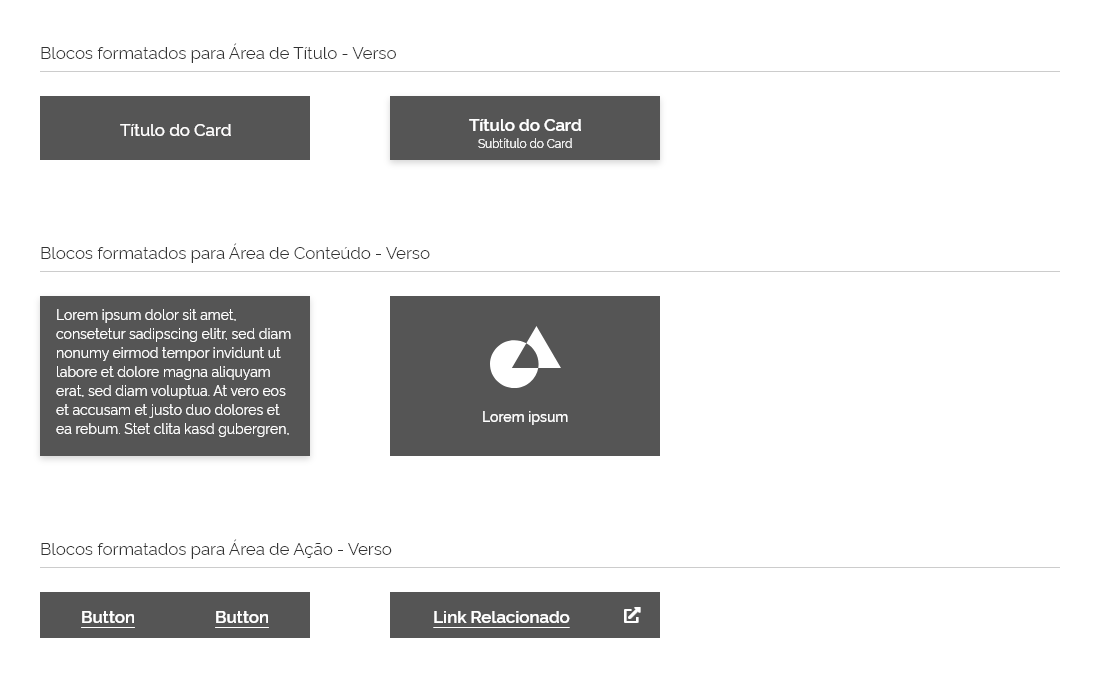 Blocos formatados para Área de Título - Verso
Título do Card
Título do Card
Subtítulo do Card
Blocos formatados para Área de Conteúdo - Verso
Lorem ipsum dolor sit amet,
consetetur sadipscing elitr, sed diam
nonumy eirmod tempor invidunt ut
labore et dolore magna aliquyam
erat, sed diam voluptua. At vero eos
et accusam et justo duo dolores et
ea rebum. Stet clita kasd gubergren,
Lorem ipsum
Blocos formatados para Área de Ação - Verso
Button
Button
Link Relacionado